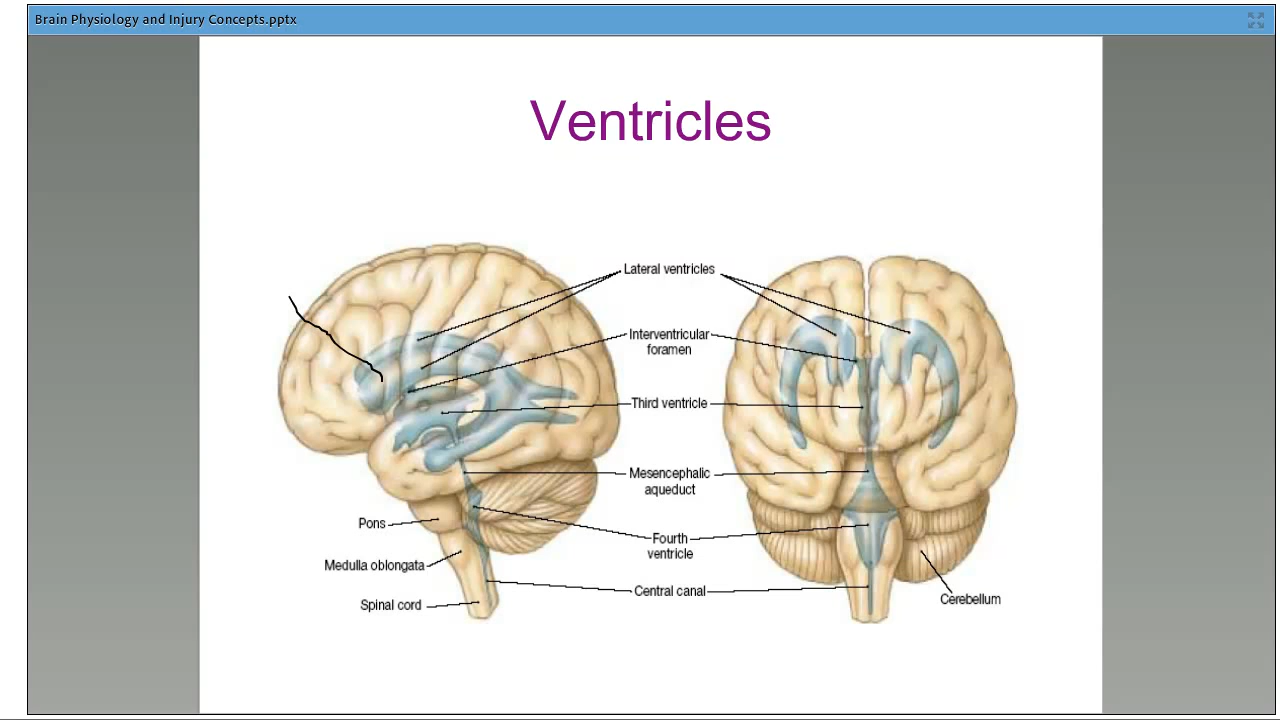 Brain Physiology and Injury Concepts.pptx
Ventricles
Lateral ventricles
Interventricular
foramen
Third ventricle
Mesencephalic
aqueduct
Pons
Fourth
ventricle
Medulla oblongata
Central canal
Spinal cord
Cerebellum